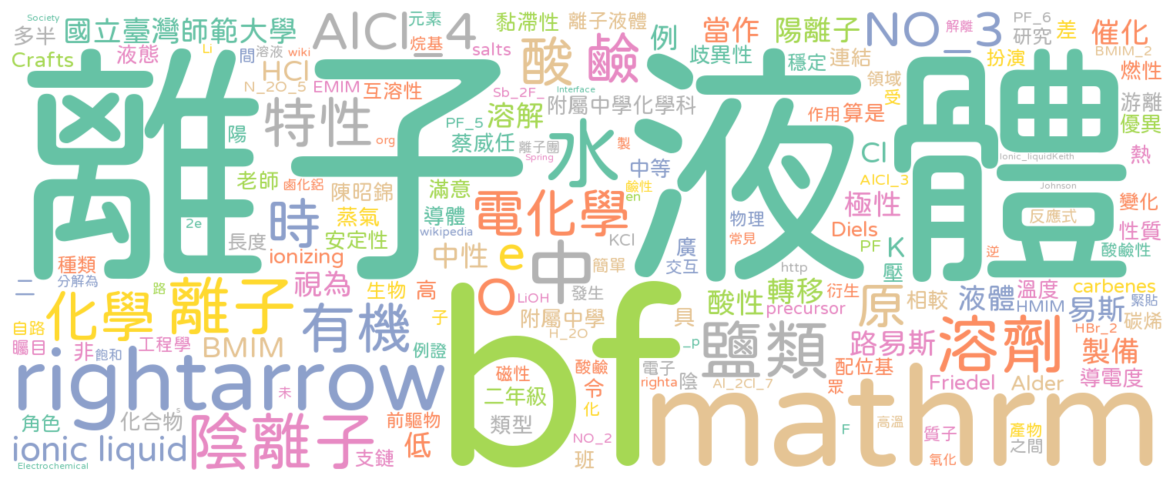 Society
多半
國立臺灣師範大學
AlCl_4
元素
黏滯性
離子液體
當作
陽離子
NO_3
解離
PF_6
研究
差
催化
Crafts
液態
Li
間
溶液
wiki
烷基
salts
酸
鹼
例
歧異性
穩定
連結
扮演
BMIM_2
HCl
N_2O_5
EMIM
互溶性
Sb_2F_
Interface
領域
受
燃性
離子液體
特性
PF_5
溶解
附屬中學化學科
作用
算是
游離
優異
陽
org
蔡威任
水
離子團
Spring
製
中等
Cl
Ionic_liquidKeith
熱
老師
鹵化鋁
陳昭錦
滿意
鹼性
en
AlCl_3
Johnson
2e
時
蒸氣
導體
wikipedia
電化學
物理
極性
反應式
變化
長度
安定性
KCl
常見
廣
Diels
性質
種類
ionizing
中性
e
中
簡單
交互
http
PF
K
壓
逆
酸鹼性
二
分解為
視為
生物
高
o
LiOH
發生
酸性
轉移
衍生
原
液體
溫度
carbenes
化學
路
離子
有機
子
附屬中學
H_2O
具
precursor
相較
HMIM
易斯
緊貼
碳烯
自路
矚目
非
飽和
工程學
BMIM
例證
bf
_p
鹽類
路易斯
溶劑
HBr_2
製備
rightarrow
磁性
酸鹼
令
電子
righta
陰
Al_2Cl_7
配位基
眾
Friedel
Alder
導電度
未
二年級
化
mathrm
角色
化合物
陰離子
前驅物
類型
F
高溫
產物
之間
質子
ionic liquid
支鏈
低
NO_2
班
氧化
Electrochemical